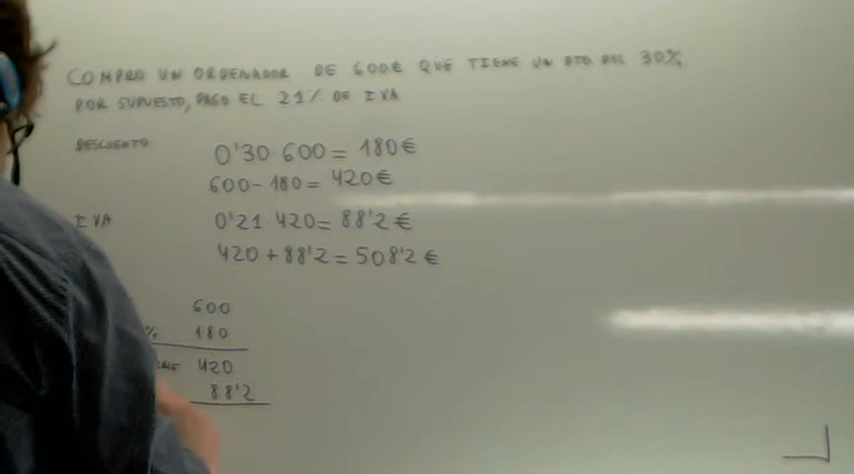 COMPRO UN ORDENADOR DE 600€ QUE TIENE UN DTO DEL 30%
POR SUPUESTO, PAGO EL 21% DE IVA
DESCUENTO 0'30·600= 180€
600-180= 420€
IVA 0'21·420= 88'2 €
420+88'2= 508'2 €
600
% 180
420
88'2